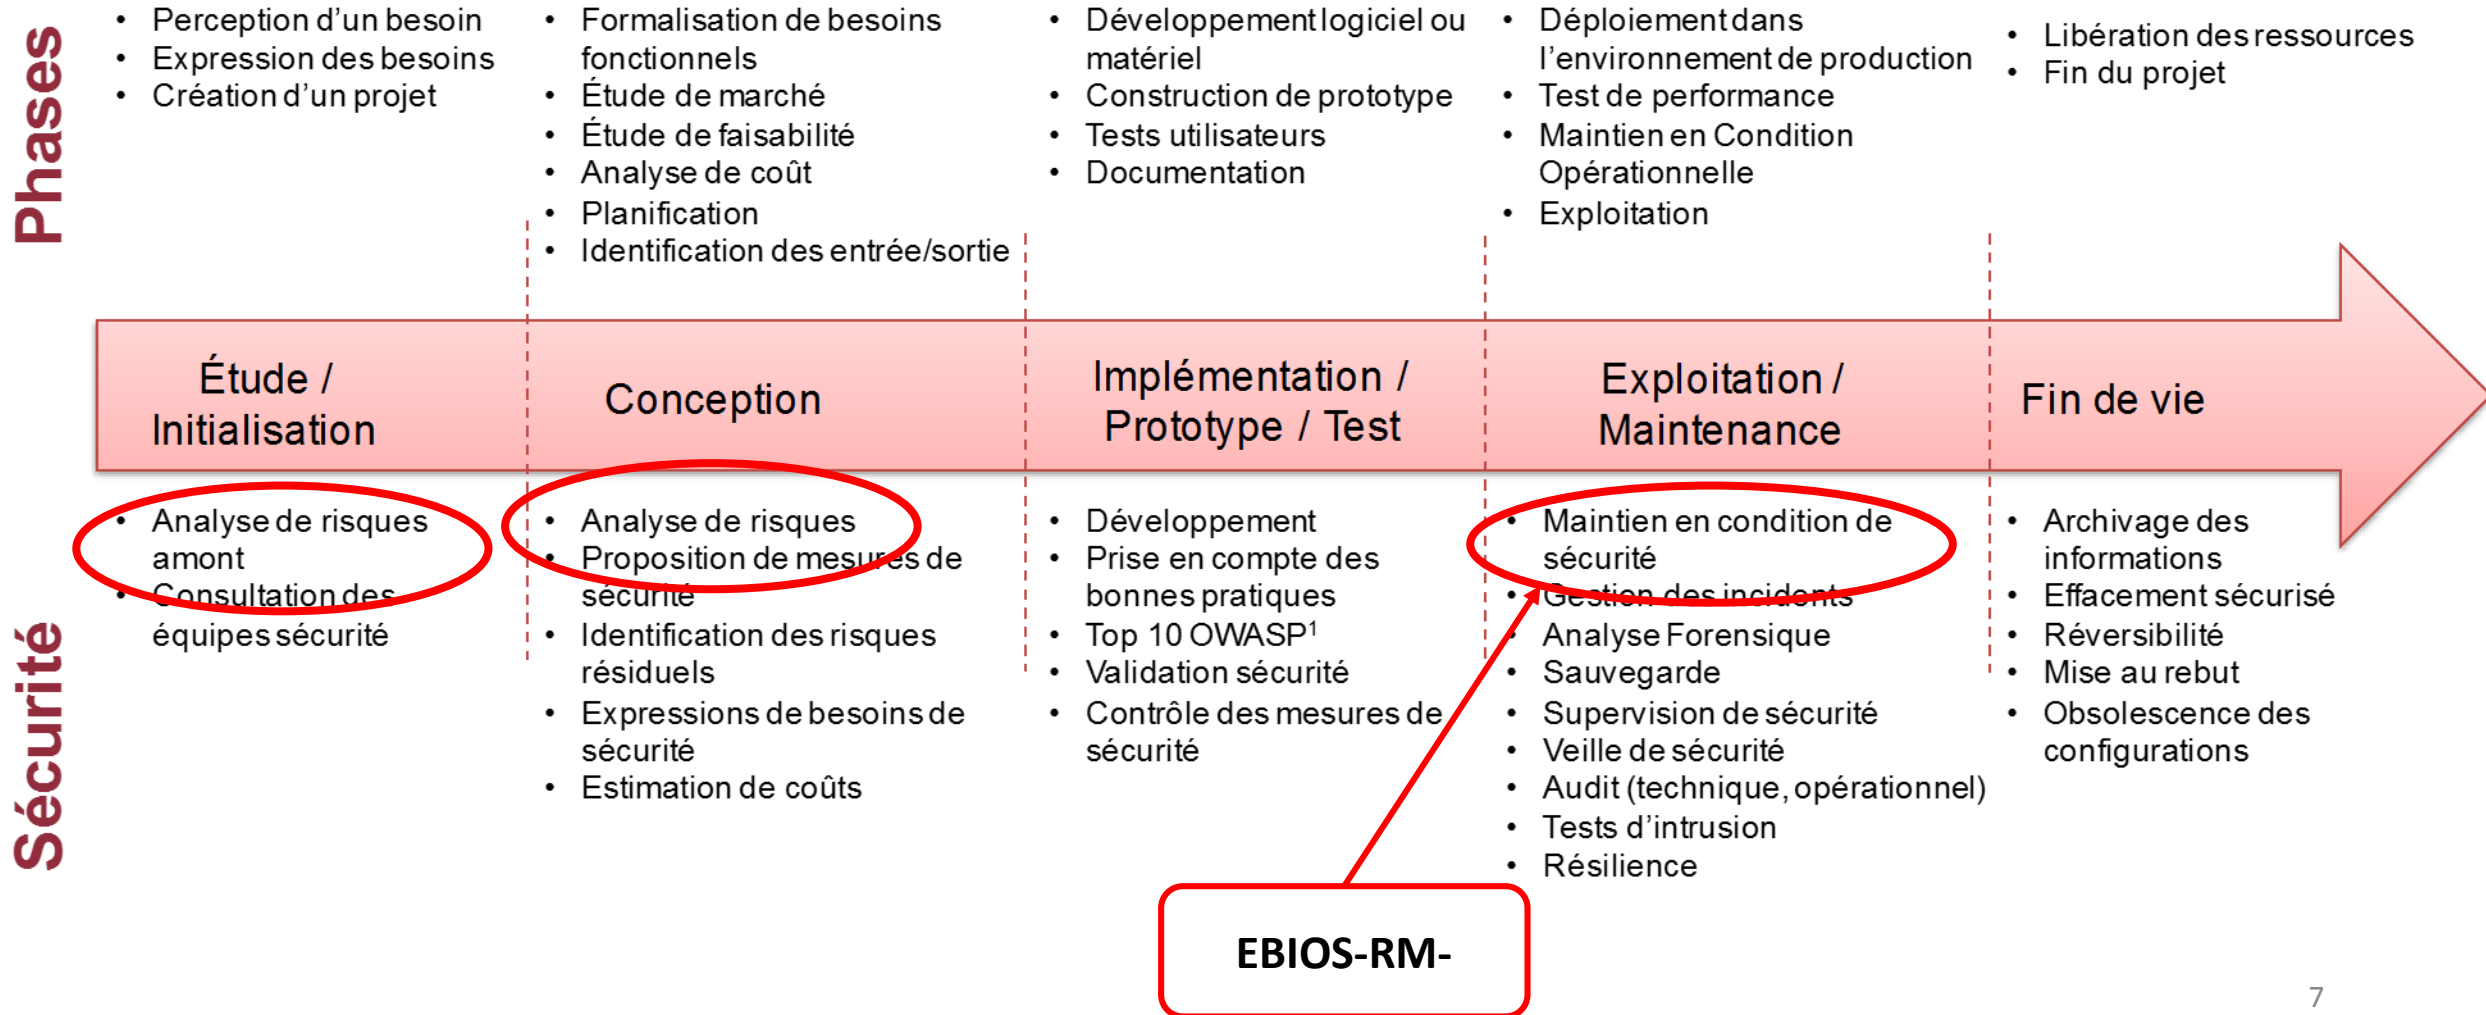 Phases
• Perception d’un besoin
• Expression des besoins
• Création d’un projet
• Formalisation de besoins
fonctionnels
• Étude de marché
• Étude de faisabilité
• Analyse de coût
• Planification
• Identification des entrée/sortie
• Développement logiciel ou
matériel
• Construction de prototype
• Tests utilisateurs
• Documentation
• Déploiement dans
l’environnement de production
• Test de performance
• Maintien en Condition
Opérationnelle
• Exploitation
• Libération des ressources
• Fin du projet
Étude /
Initialisation
Conception
Implémentation /
Prototype / Test
Exploitation /
Maintenance
Fin de vie
Sécurité
• Analyse de risques
amont
• Consultation des
équipes sécurité
• Analyse de risques
• Proposition de mesures de
sécurité
• Identification des risques
résiduels
• Expressions de besoins de
sécurité
• Estimation de coûts
• Développement
• Prise en compte des
bonnes pratiques
• Top 10 OWASP¹
• Validation sécurité
• Contrôle des mesures de
sécurité
• Maintien en condition de
sécurité
• Gestion des incidents
• Analyse Forensique
• Sauvegarde
• Supervision de sécurité
• Veille de sécurité
• Audit (technique, opérationnel)
• Tests d’intrusion
• Résilience
• Archivage des
informations
• Effacement sécurisé
• Réversibilité
• Mise au rebut
• Obsolescence des
configurations
EBIOS-RM-
7